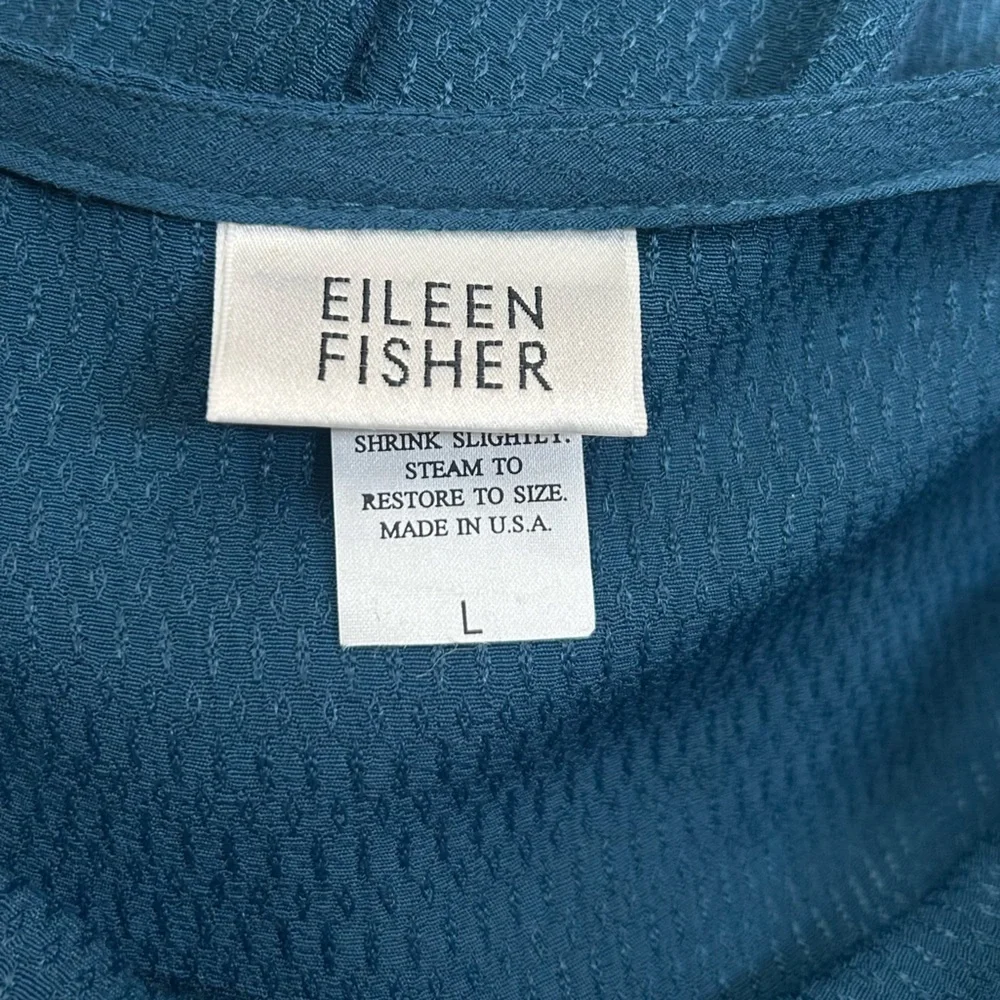 EILEEN
FISHER
SHRINK SLIGHTLY.
STEAM TO
RESTORE TO SIZE.
MADE IN U.S.A.
L